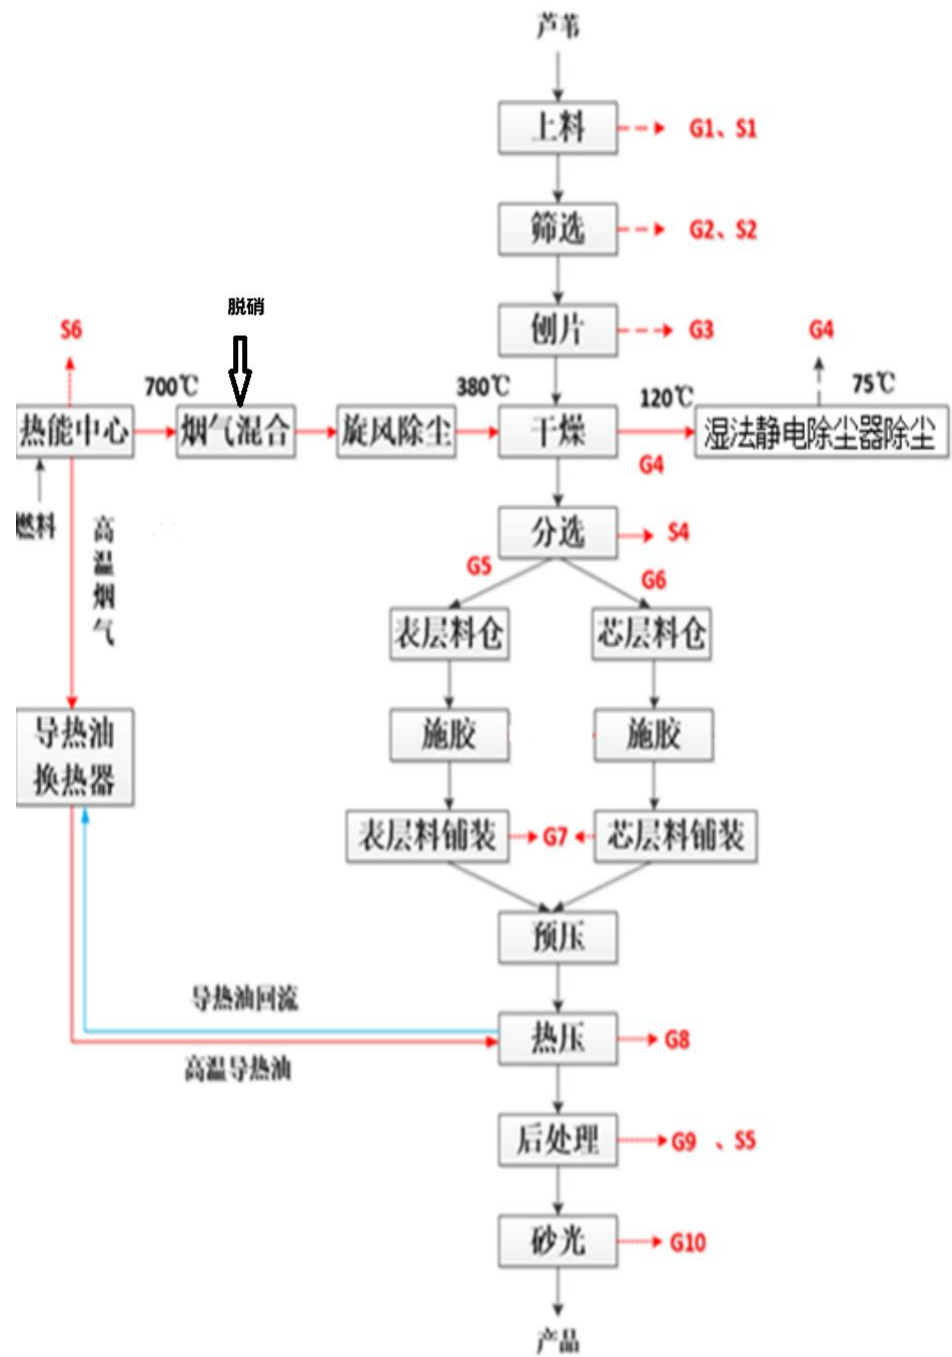 芦苇
上料
G1、S1
筛选
G2、S2
脱硝
刨片
G3
S6
G4
700℃
380℃
120℃
75℃
热能中心
烟气混合
旋风除尘
干燥
湿法静电除尘器除尘
G4
燃料
高温烟气
分选
S4
G5
G6
表层料仓
芯层料仓
导热油
换热器
施胶
施胶
表层料铺装
G7
芯层料铺装
预压
导热油回流
热压
G8
高温导热油
后处理
G9 、S5
砂光
G10
产品